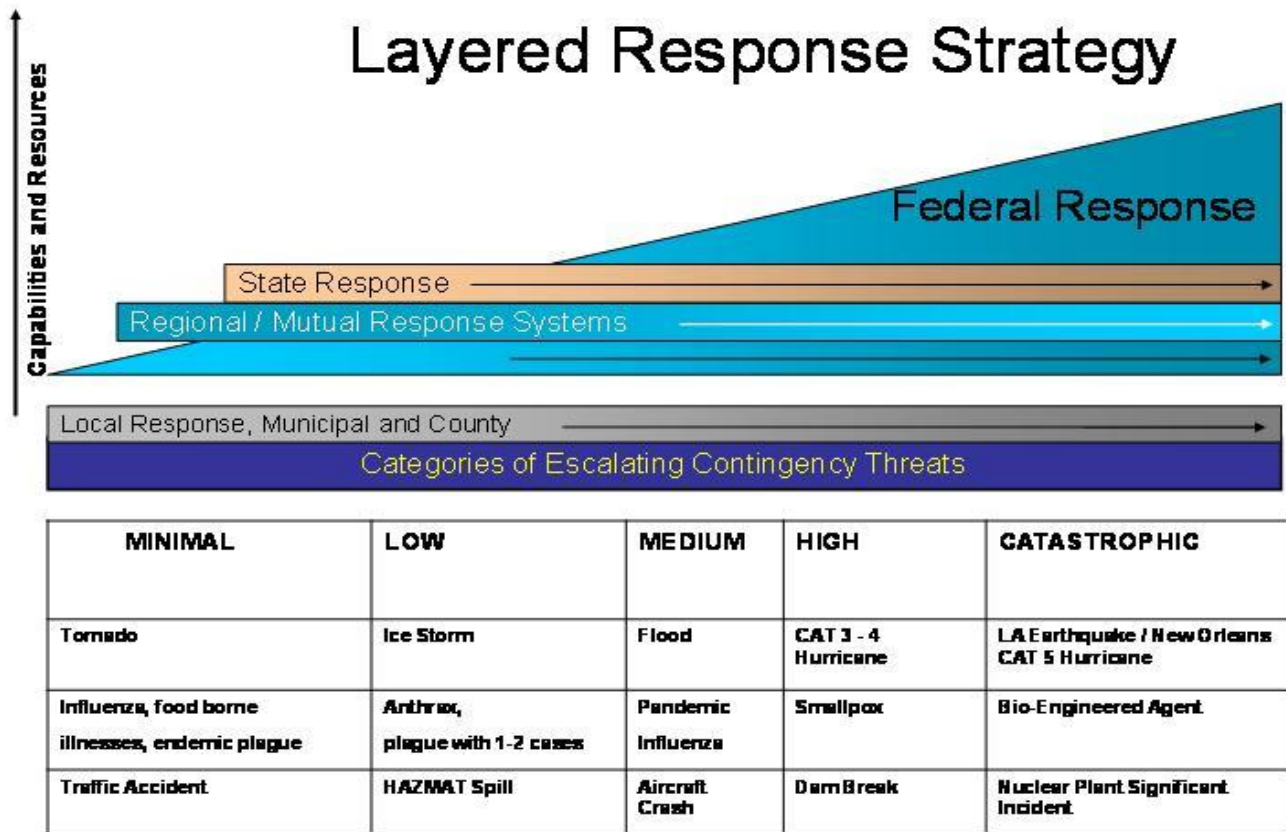 Layered Response Strategy
Capabilities and Resources
Federal Response
State Response
Regional / Mutual Response Systems
Local Response, Municipal and County
Categories of Escalating Contingency Threats
MINIMAL
LOW
MEDIUM
HIGH
CATASTROPHIC
Tornado
Ice Storm
Flood
CAT 3 - 4
Hurricane
LA Earthquake / New Orleans
CAT 5 Hurricane
Influenza, food borne
illnesses, endemic plague
Anthrax,
plague with 1-2 cases
Pandemic
Influenza
Smallpox
Bio-Engineered Agent
Traffic Accident
HAZMAT Spill
Aircraft
Crash
Dam Break
Nuclear Plant Significant
Incident